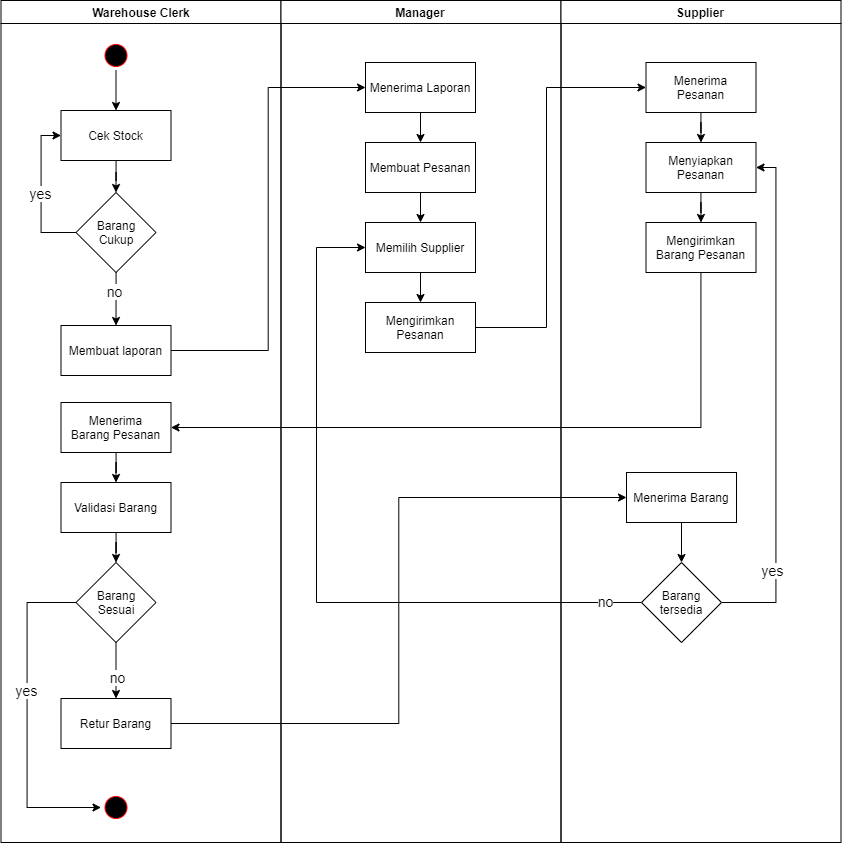 Warehouse Clerk
Manager
Supplier
Cek Stock
yes
Barang
Cukup
no
Membuat laporan
Menerima
Barang Pesanan
Validasi Barang
Barang
Sesuai
yes
no
Retur Barang
Menerima Laporan
Membuat Pesanan
Memilih Supplier
Mengirimkan
Pesanan
Menerima
Pesanan
Menyiapkan
Pesanan
Mengirimkan
Barang Pesanan
Menerima Barang
yes
Barang
tersedia
no